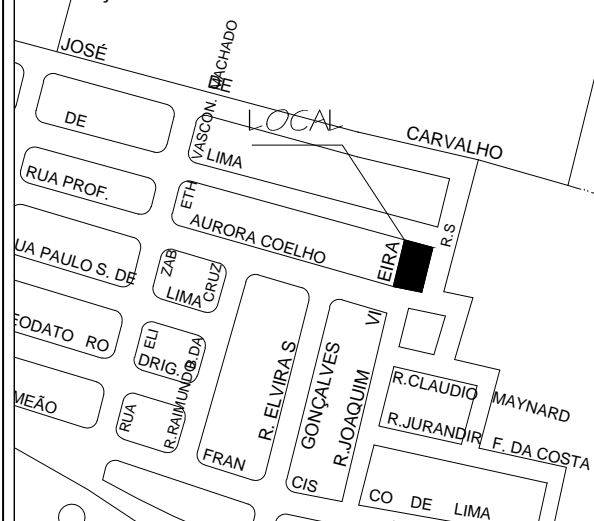 JOSÉ
DE
MACHADO
DE
VASCON.
LOCAL
CARVALHO
LIMA
RUA PROF.
ETH
AURORA COELHO
R.S
EIRA
UA PAULO S. DE
ZAB
LIMA
CRUZ
EODATO RO
ELI
DRIG.
R.RAIMUNDO B.DA
MEÃO
RUA
R. ELVIRA S
FRAN
GONÇALVES
R.JOAQUIM
VI
CIS
R.CLAUDIO MAYNARD
R.JURANDIR F. DA COSTA
CO DE LIMA